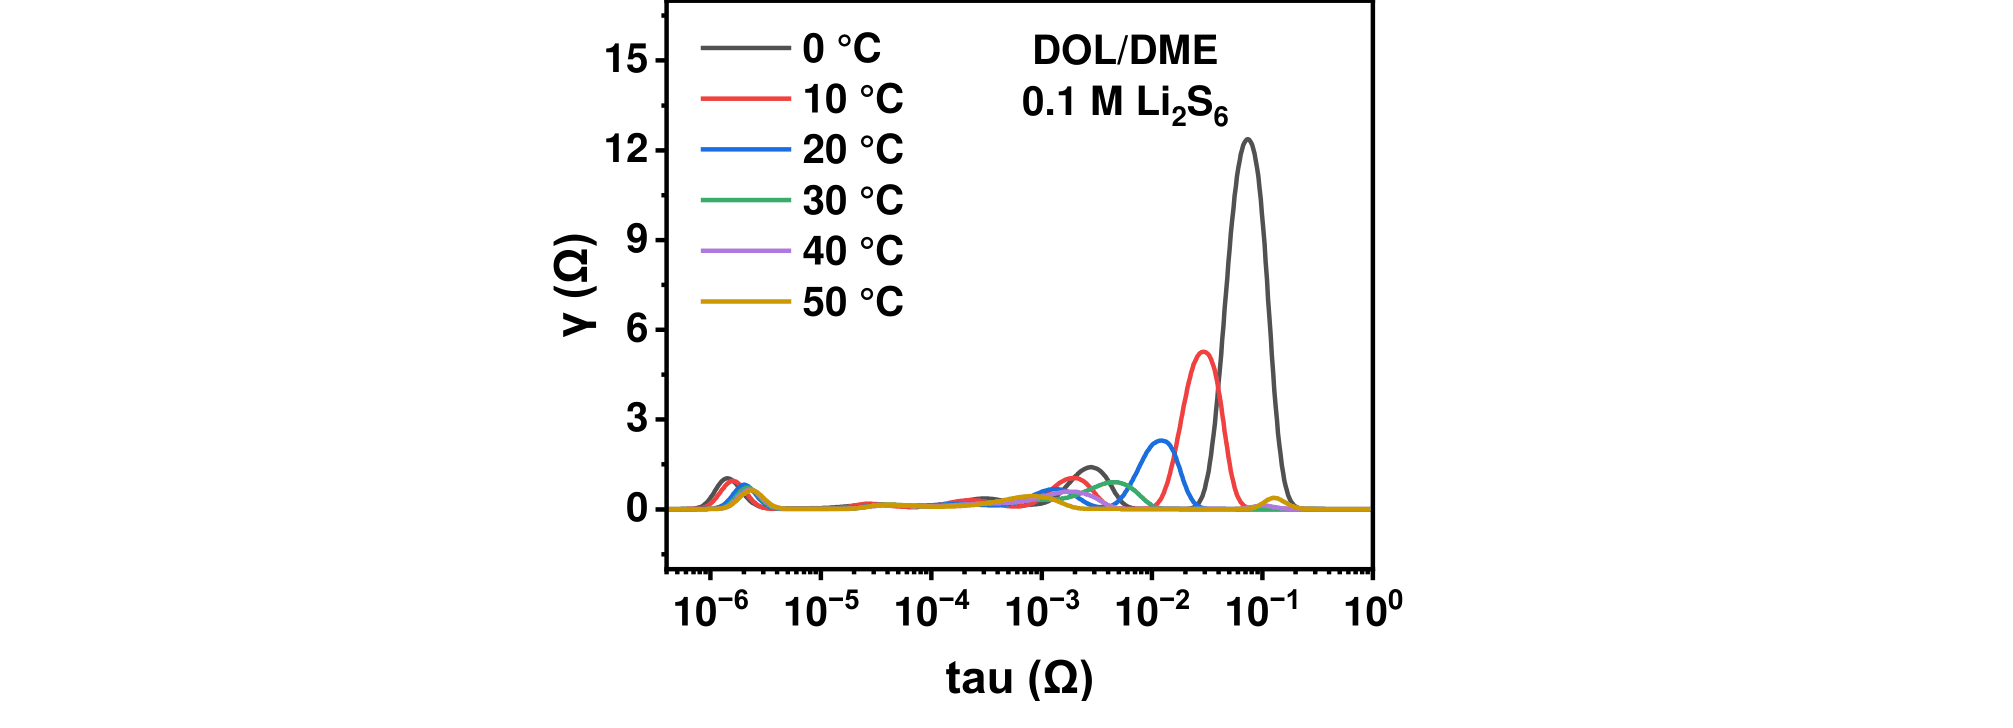 0 °C
10 °C
20 °C
30 °C
40 °C
50 °C
DOL/DME
0.1 M Li₂S₆
15
12
9
6
3
0
γ (Ω)
10⁻⁶ 10⁻⁵ 10⁻⁴ 10⁻³ 10⁻² 10⁻¹ 10⁰
tau (Ω)